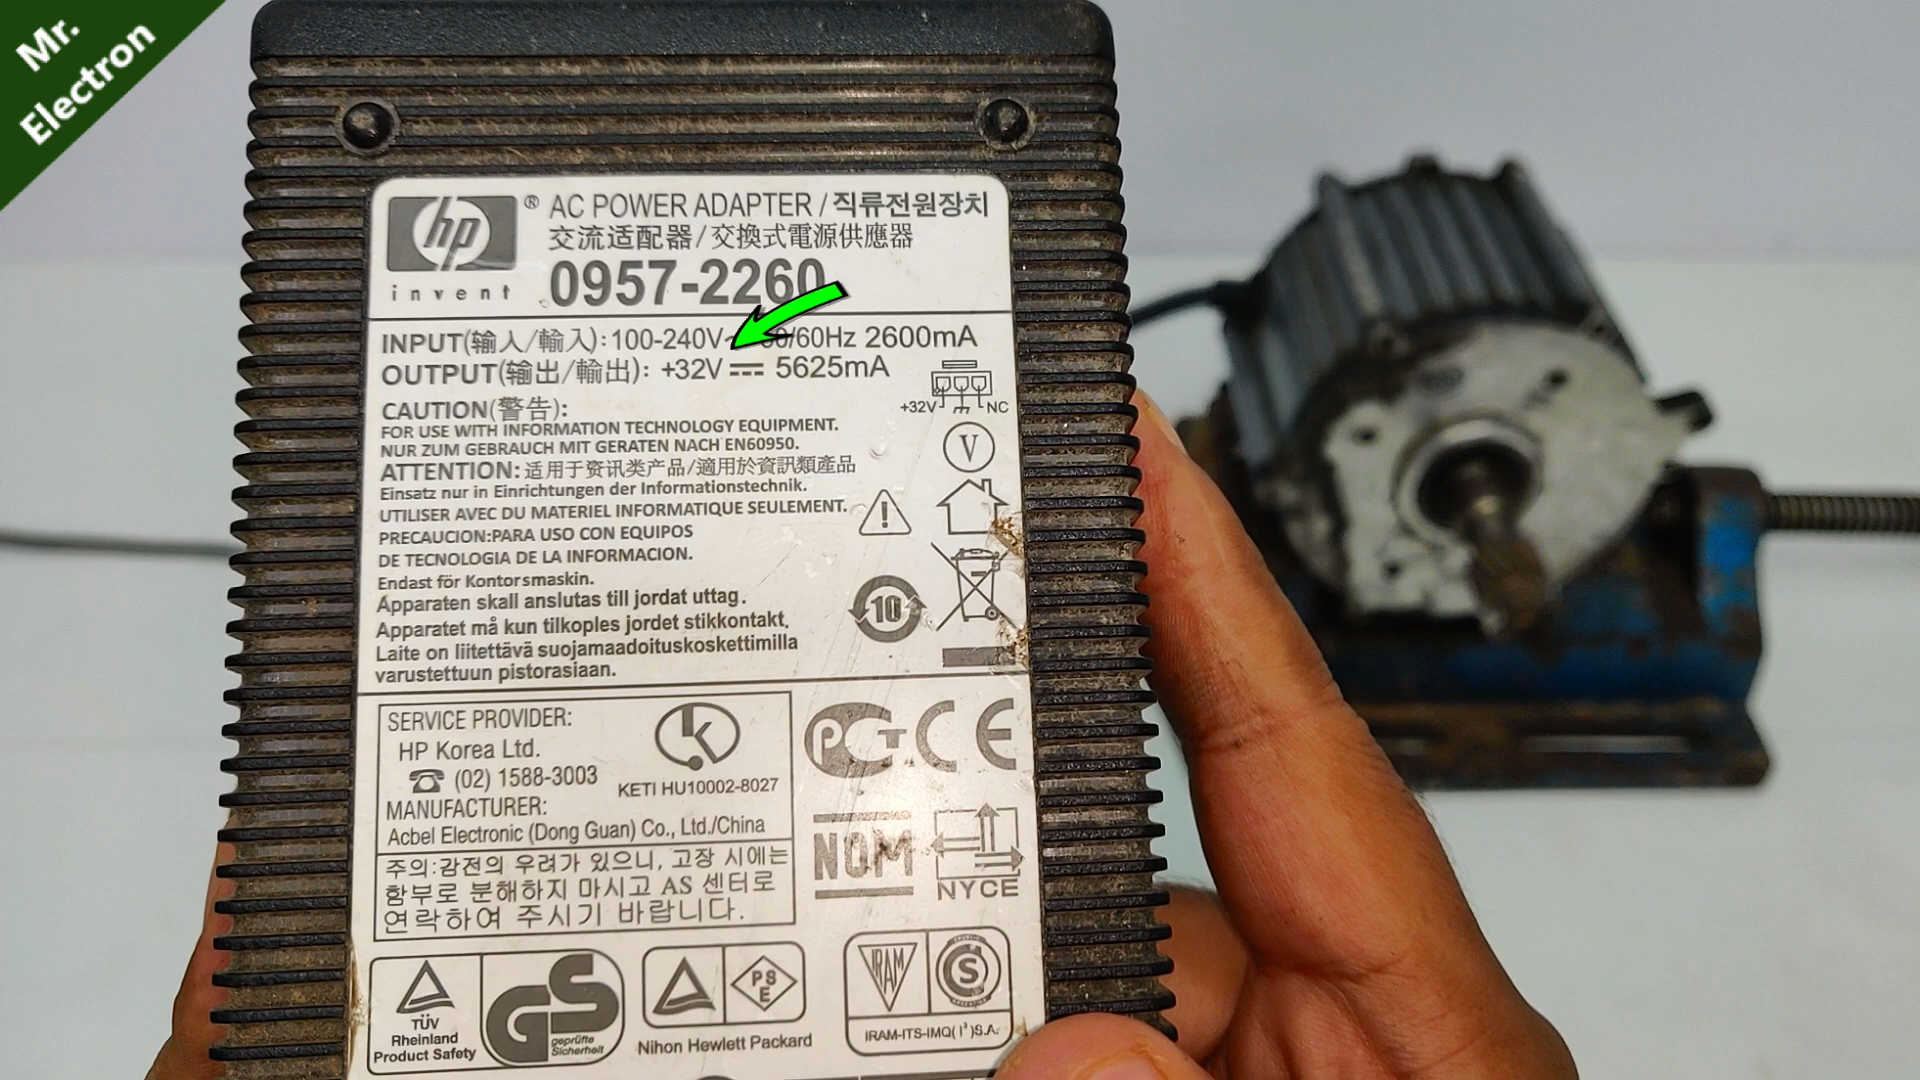 Mr.
Electron
hp
invent
® AC POWER ADAPTER / 직류전원장치
交流适配器/交換式電源供應器
0957-2260
INPUT(输入/輸入): 100-240V~ 50/60Hz 2600mA
OUTPUT(输出/輸出): +32V 5625mA
+32V NC
CAUTION(警告):
FOR USE WITH INFORMATION TECHNOLOGY EQUIPMENT.
NUR ZUM GEBRAUCH MIT GERATEN NACH EN60950.
ATTENTION: 适用于资讯类产品/適用於資訊類產品
Einsatz nur in Einrichtungen der Informationstechnik.
UTILISER AVEC DU MATERIEL INFORMATIQUE SEULEMENT.
PRECAUCION:PARA USO CON EQUIPOS
DE TECNOLOGIA DE LA INFORMACION.
Endast för Kontorsmaskin.
Apparaten skall anslutas till jordat uttag.
Apparatet må kun tilkoples jordet stikkontakt,
Laite on liitettävä suojamaadoituskoskettimilla
varustettuun pistorasiaan.
V
10
SERVICE PROVIDER:
HP Korea Ltd.
☎ (02) 1588-3003
KETI HU10002-8027
MANUFACTURER:
Acbel Electronic (Dong Guan) Co., Ltd./China
주의:감전의 우려가 있으니, 고장 시에는
함부로 분해하지 마시고 AS 센터로
연락하여 주시기 바랍니다.
CE
NOM
NYCE
TÜV
Rheinland
Product Safety
GS
geprüfte
Sicherheit
PS
E
Nihon Hewlett Packard
IRAM
S
IRAM-ITS-IMQ( I³ )S.A.